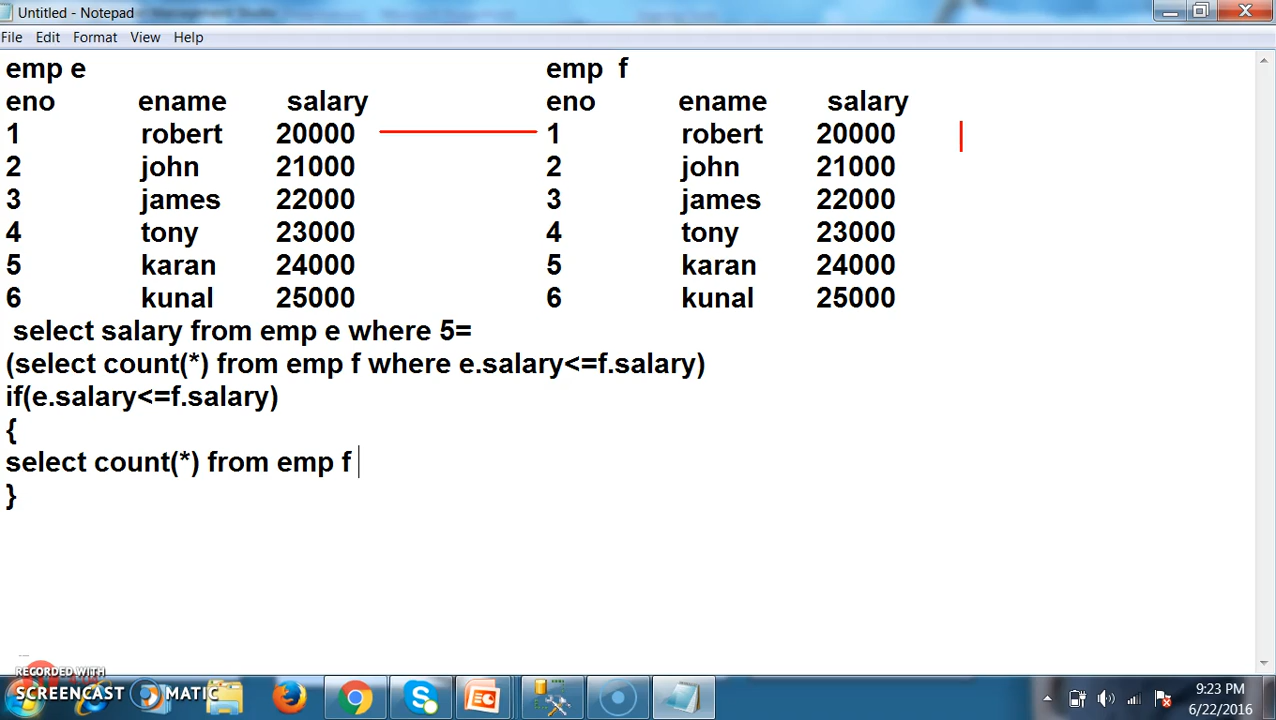 Untitled - Notepad
File Edit Format View Help
emp e emp f
eno ename salary eno ename salary
1 robert 20000 1 robert 20000
2 john 21000 2 john 21000
3 james 22000 3 james 22000
4 tony 23000 4 tony 23000
5 karan 24000 5 karan 24000
6 kunal 25000 6 kunal 25000
select salary from emp e where 5=
(select count(*) from emp f where e.salary<=f.salary)
if(e.salary<=f.salary)
{
select count(*) from emp f
}
RECORDED WITH
SCREENCAST MATIC
9:23 PM
6/22/2016